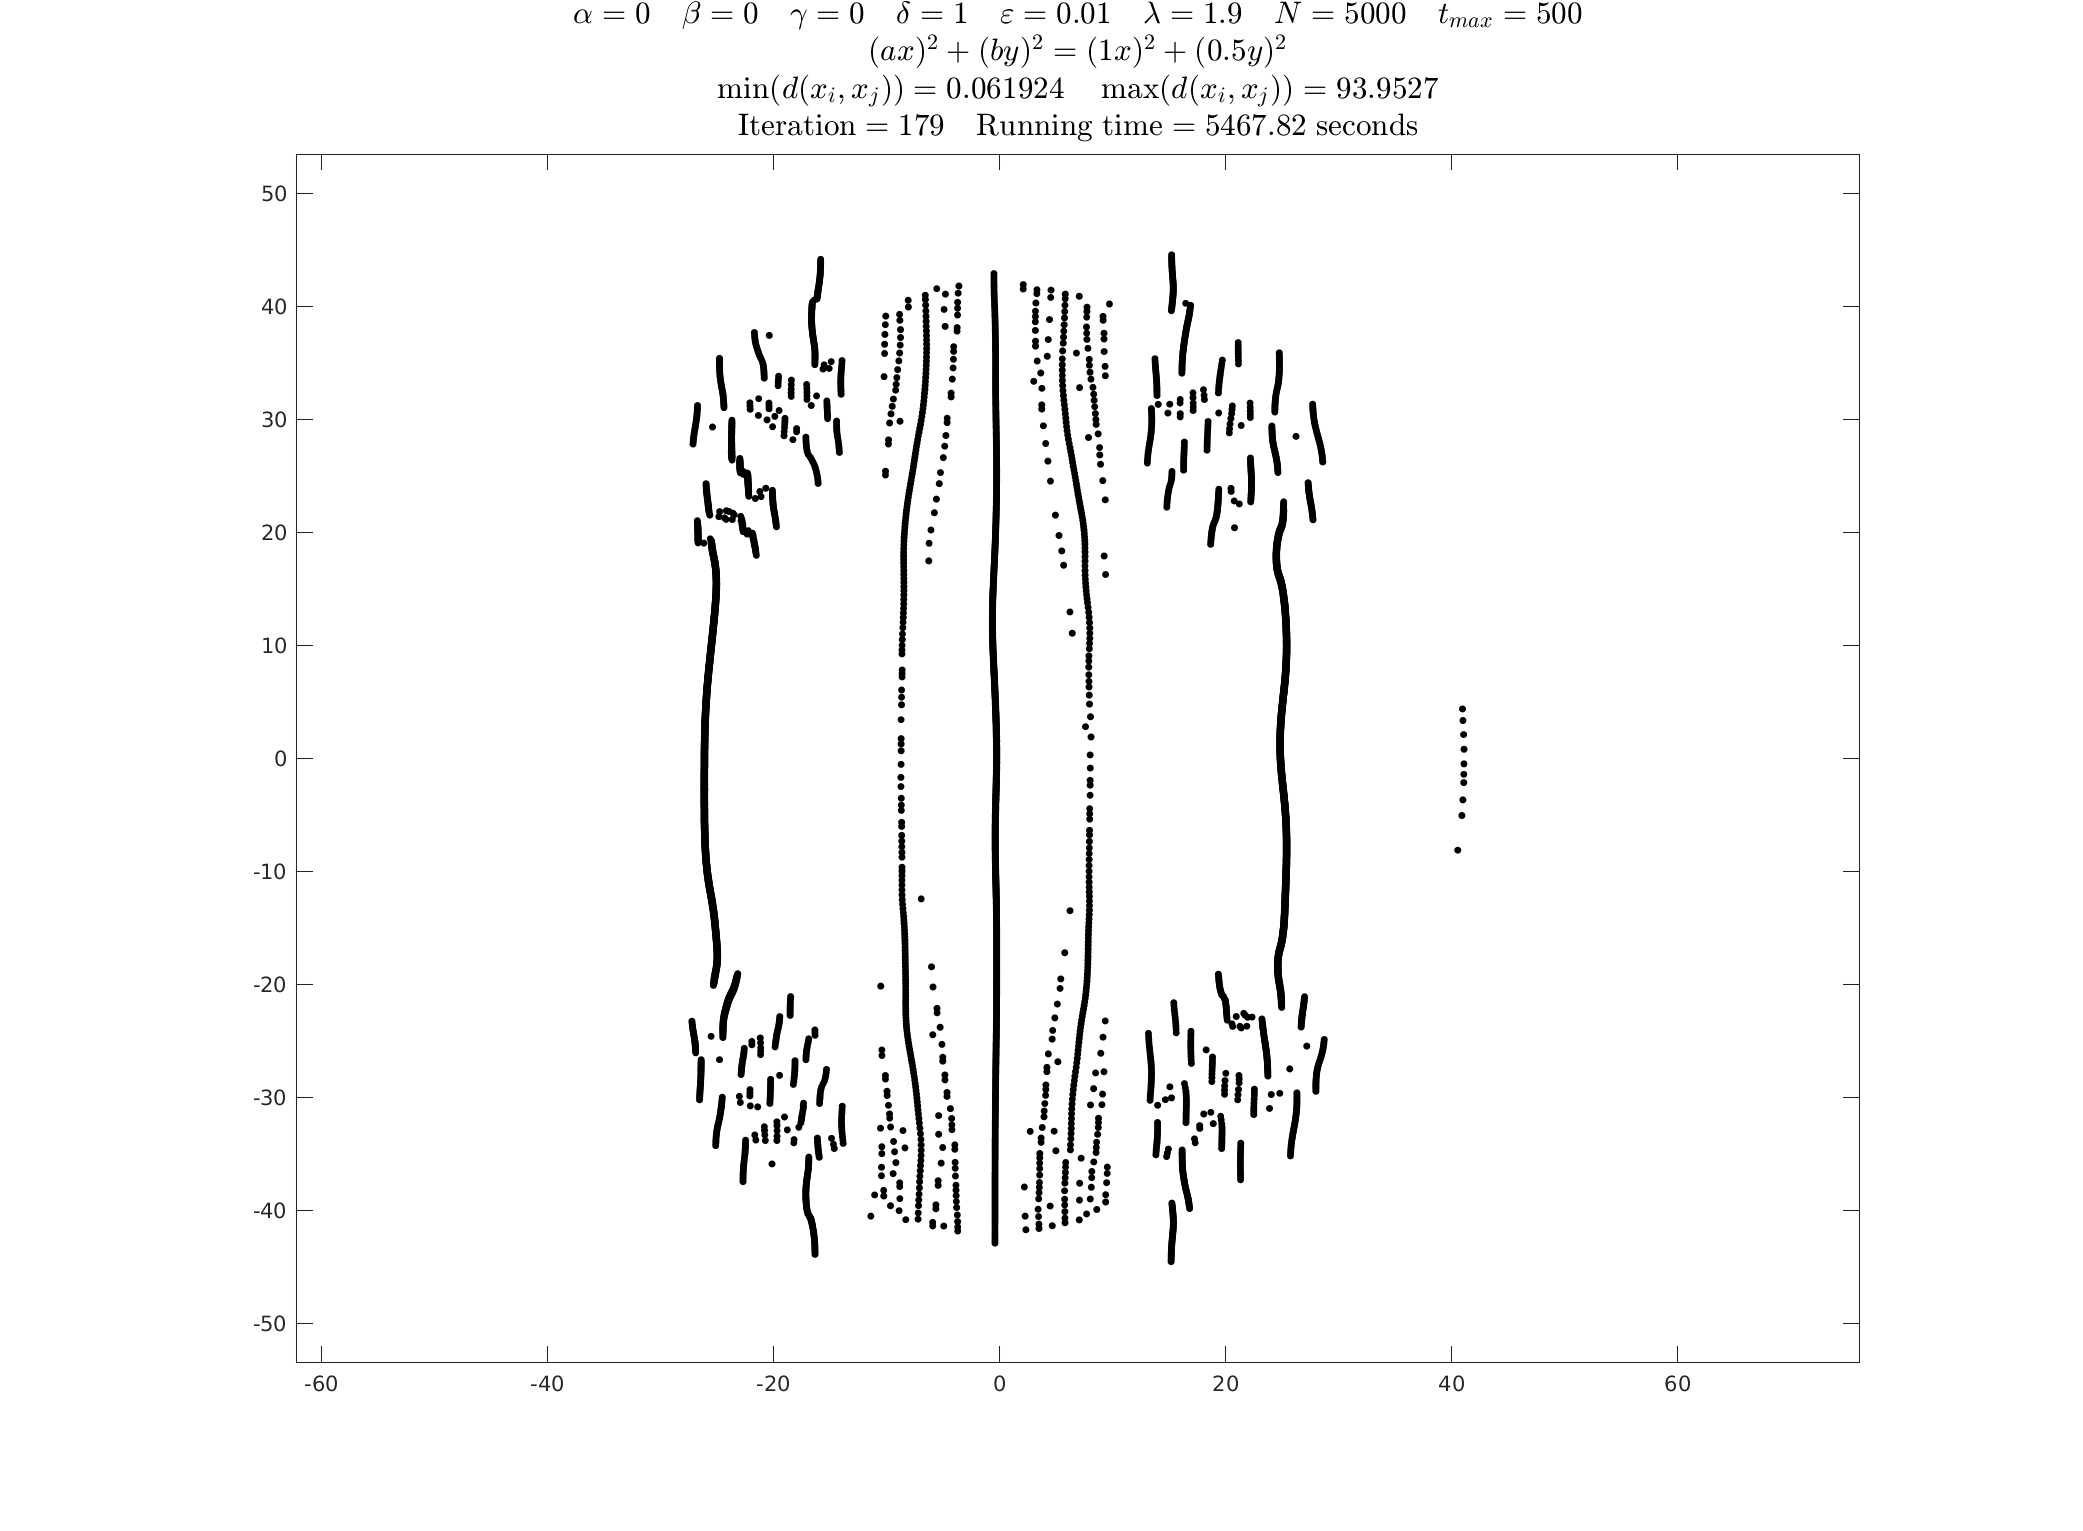 α = 0 β = 0 γ = 0 δ = 1 ε = 0.01 λ = 1.9 N = 5000 t_{max} = 500
(ax)² + (by)² = (1x)² + (0.5y)²
min(d(x_i, x_j)) = 0.061924 max(d(x_i, x_j)) = 93.9527
Iteration = 179 Running time = 5467.82 seconds
50
40
30
20
10
0
-10
-20
-30
-40
-50
-60 -40 -20 0 20 40 60